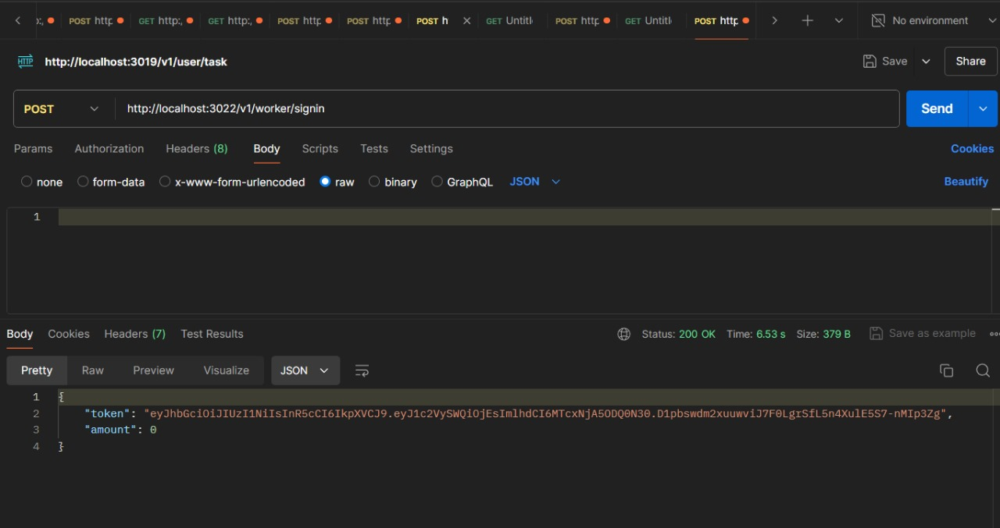 :, POST http GET http:, GET http:, POST http POST http POST h GET Untitl POST http GET Untitl POST http No environment
HTTP http://localhost:3019/v1/user/task Save Share
POST http://localhost:3022/v1/worker/signin Send
Params Authorization Headers (8) Body Scripts Tests Settings Cookies
none form-data x-www-form-urlencoded raw binary GraphQL JSON Beautify
1
Body Cookies Headers (7) Test Results Status: 200 OK Time: 6.53 s Size: 379 B Save as example
Pretty Raw Preview Visualize JSON
1 {
2 "token": "eyJhbGciOiJIUzI1NiIsInR5cCI6IkpXVCJ9.eyJ1c2VySWQiOjEsImlhdCI6MTcxNjA5ODQ0N30.D1pbswdm2xuuwviJ7F0LgrSfL5n4XulE5S7-nMIp3Zg",
3 "amount": 0
4 }